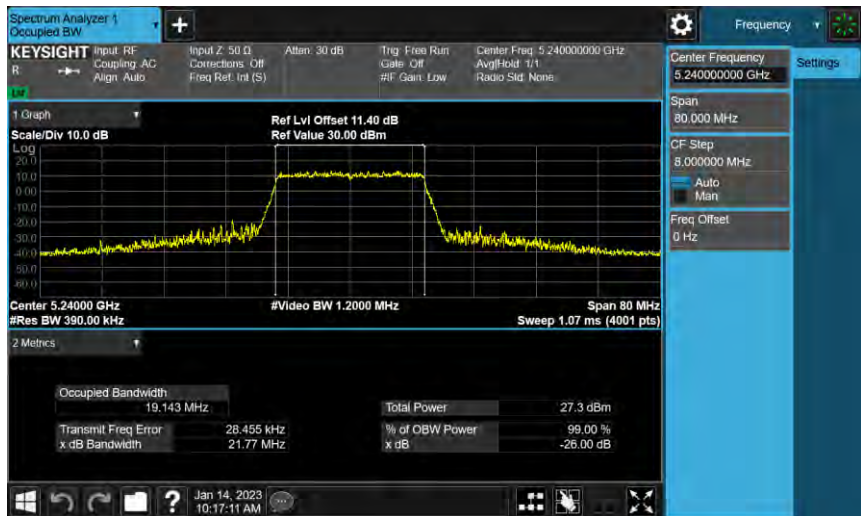 Spectrum Analyzer 1
Occupied BW
Frequency
KEYSIGHT
R
Input: RF
Coupling: AC
Align: Auto
Input Z: 50 Ω
Corrections: Off
Freq Ref: Int (S)
Atten: 30 dB
Trig: Free Run
Gate: Off
#IF Gain: Low
Center Freq: 5.240000000 GHz
Avg|Hold: 1/1
Radio Std: None
Center Frequency
5.240000000 GHz
Settings
Span
80.000 MHz
CF Step
8.000000 MHz
Auto
Man
Freq Offset
0 Hz
1 Graph
Scale/Div 10.0 dB
Ref Lvl Offset 11.40 dB
Ref Value 30.00 dBm
Log
20.0
10.0
0.00
-10.0
-20.0
-30.0
-40.0
-50.0
-60.0
Center 5.24000 GHz
#Res BW 390.00 kHz
#Video BW 1.2000 MHz
Span 80 MHz
Sweep 1.07 ms (4001 pts)
2 Metrics
Occupied Bandwidth
19.143 MHz
Total Power 27.3 dBm
Transmit Freq Error 28.455 kHz
% of OBW Power 99.00 %
x dB Bandwidth 21.77 MHz
x dB -26.00 dB
?
Jan 14, 2023
10:17:11 AM